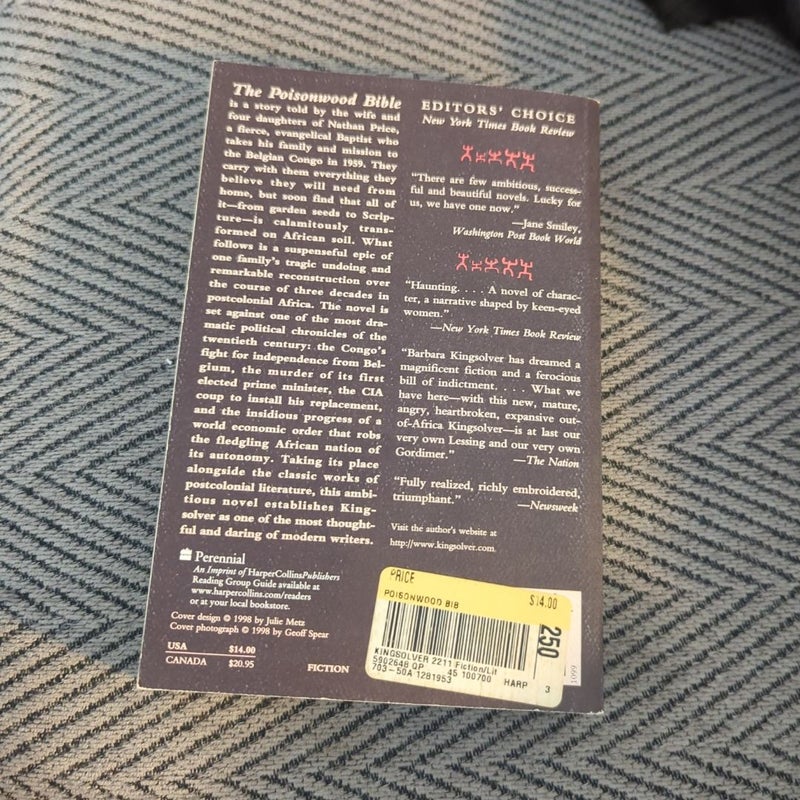 The Poisonwood Bible
is a story told by the wife and
four daughters of Nathan Price,
a fierce, evangelical Baptist who
takes his family and mission to
the Belgian Congo in 1959. They
carry with them everything they
believe they will need from
home, but soon find that all of
it—from garden seeds to Scrip-
ture—is calamitously trans-
formed on African soil. What
follows is a suspenseful epic of
one family's tragic undoing and
remarkable reconstruction over
the course of three decades in
postcolonial Africa. The novel is
set against one of the most dra-
matic political chronicles of the
twentieth century: the Congo's
fight for independence from Bel-
gium, the murder of its first
elected prime minister, the CIA
coup to install his replacement,
and the insidious progress of a
world economic order that robs
the fledgling African nation of
its autonomy. Taking its place
alongside the classic works of
postcolonial literature, this ambi-
tious novel establishes King-
solver as one of the most thought-
ful and daring of modern writers.
Perennial
An Imprint of HarperCollinsPublishers
Reading Group Guide available at
www.harpercollins.com/readers
or at your local bookstore.
Cover design © 1998 by Julie Metz
Cover photograph © 1998 by Geoff Spear
USA $14.00
CANADA $20.95
FICTION
EDITORS' CHOICE
New York Times Book Review
"There are few ambitious, success-
ful and beautiful novels. Lucky for
us, we have one now."
—Jane Smiley,
Washington Post Book World
"Haunting. . . . A novel of charac-
ter, a narrative shaped by keen-eyed
women."
—New York Times Book Review
"Barbara Kingsolver has dreamed a
magnificent fiction and a ferocious
bill of indictment. . . . What we
have here—with this new, mature,
angry, heartbroken, expansive out-
of-Africa Kingsolver—is at last our
very own Lessing and our very own
Gordimer."
—The Nation
"Fully realized, richly embroidered,
triumphant."
—Newsweek
Visit the author's website at
http://www.kingsolver.com.
PRICE
POISONWOOD BIB $14.00
250
KINGSOLVER 2211 Fiction/Lit
5902648 QP 45 100700
703-50A 1281953 HARP 3